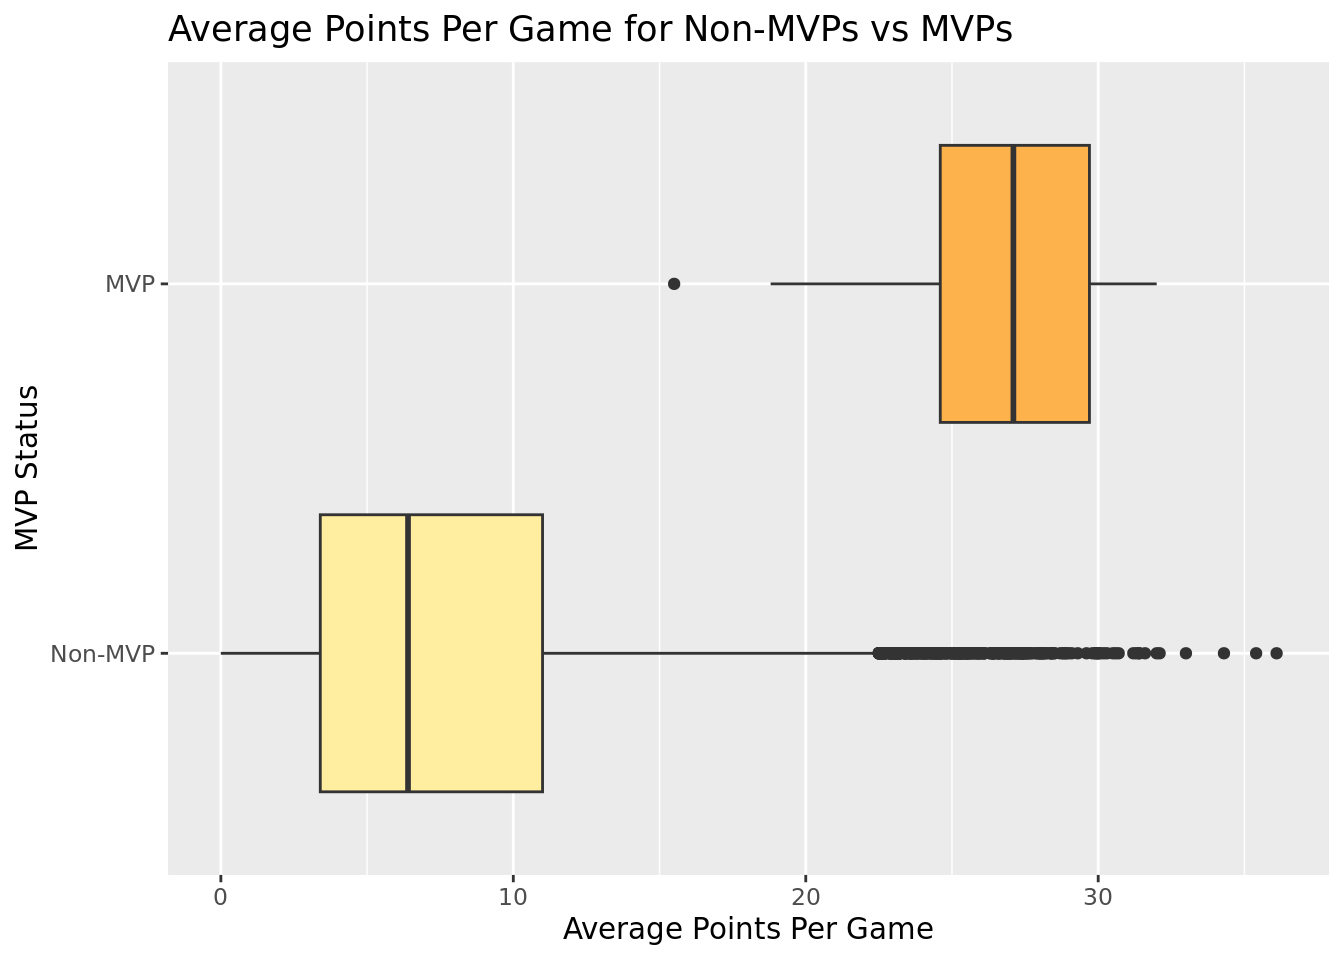 Average Points Per Game for Non-MVPs vs MVPs
MVP Status
MVP
Non-MVP
0 10 20 30
Average Points Per Game